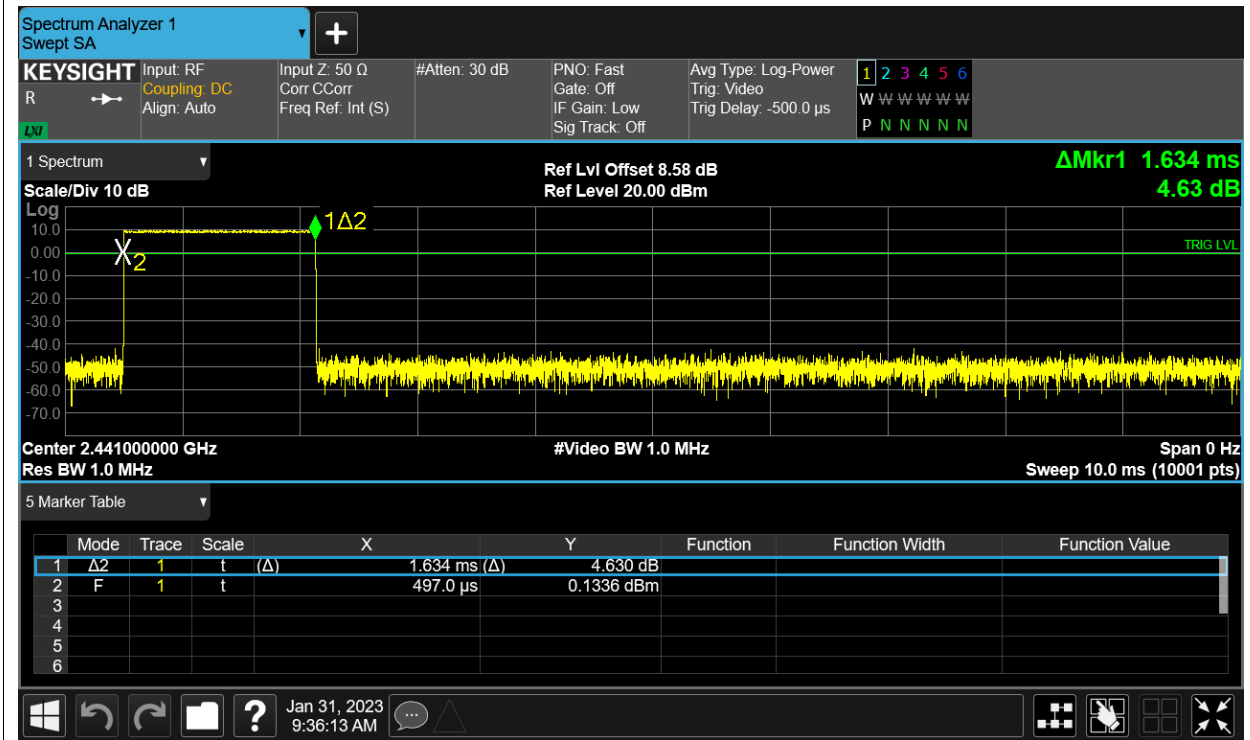 Spectrum Analyzer 1
Swept SA
KEYSIGHT Input: RF Input Z: 50 Ω #Atten: 30 dB PNO: Fast Avg Type: Log-Power 1 2 3 4 5 6
R Coupling: DC Corr CCorr Gate: Off Trig: Video W W W W W W
Align: Auto Freq Ref: Int (S) IF Gain: Low Trig Delay: -500.0 µs P N N N N N
LXI Sig Track: Off
1 Spectrum Ref Lvl Offset 8.58 dB ΔMkr1 1.634 ms
Scale/Div 10 dB Ref Level 20.00 dBm 4.63 dB
Log
1Δ2
10.0
TRIG LVL
0.00
2
-10.0
-20.0
-30.0
-40.0
-50.0
-60.0
-70.0
Center 2.441000000 GHz #Video BW 1.0 MHz Span 0 Hz
Res BW 1.0 MHz Sweep 10.0 ms (10001 pts)
5 Marker Table
Mode Trace Scale X Y Function Function Width Function Value
1 Δ2 1 t (Δ) 1.634 ms (Δ) 4.630 dB
2 F 1 t 497.0 µs 0.1336 dBm
3
4
5
6
? Jan 31, 2023
9:36:13 AM